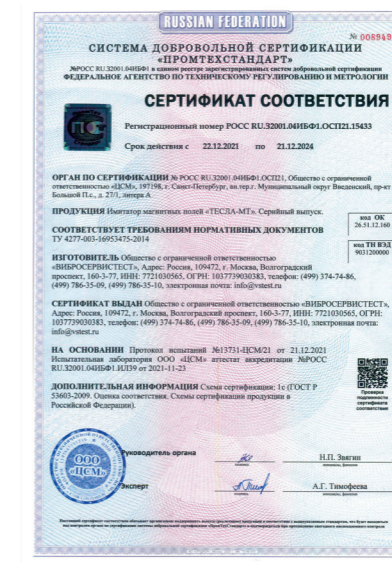 RUSSIAN FEDERATION
№ 008949
СИСТЕМА ДОБРОВОЛЬНОЙ СЕРТИФИКАЦИИ
«ПРОМТЕХСТАНДАРТ»
№РОСС RU.32001.04ИБФ1 в едином реестре зарегистрированных систем добровольной сертификации
ФЕДЕРАЛЬНОЕ АГЕНТСТВО ПО ТЕХНИЧЕСКОМУ РЕГУЛИРОВАНИЮ И МЕТРОЛОГИИ
СЕРТИФИКАТ СООТВЕТСТВИЯ
Регистрационный номер РОСС RU.32001.04ИБФ1.ОСП21.15433
Срок действия с 22.12.2021 по 21.12.2024
ОРГАН ПО СЕРТИФИКАЦИИ № РОСС RU.32001.04ИБФ1.ОСП21, Общество с ограниченной
ответственностью «ЦСМ», 197198, г. Санкт-Петербург, вн.тер.г. Муниципальный округ Введенский, пр-кт
Большой П.с., д. 27/1, литера А
ПРОДУКЦИЯ Имитатор магнитных полей «ТЕСЛА-МТ». Серийный выпуск.
код ОК
26.51.12.160
СООТВЕТСТВУЕТ ТРЕБОВАНИЯМ НОРМАТИВНЫХ ДОКУМЕНТОВ
ТУ 4277-003-16953475-2014
код ТН ВЭД
9031200000
ИЗГОТОВИТЕЛЬ Общество с ограниченной ответственностью
«ВИБРОСЕРВИСТЕСТ», Адрес: Россия, 109472, г. Москва, Волгоградский
проспект, 160-3-77, ИНН: 7721030565, ОГРН: 1037739030383, телефон: (499) 374-74-86,
(499) 786-35-09, (499) 786-35-10, электронная почта: info@vstest.ru
СЕРТИФИКАТ ВЫДАН Общество с ограниченной ответственностью «ВИБРОСЕРВИСТЕСТ»,
Адрес: Россия, 109472, г. Москва, Волгоградский проспект, 160-3-77, ИНН: 7721030565, ОГРН:
1037739030383, телефон: (499) 374-74-86, (499) 786-35-09, (499) 786-35-10, электронная почта:
info@vstest.ru
НА ОСНОВАНИИ Протокол испытаний №13731-ЦСМ/21 от 21.12.2021
Испытательная лаборатория ООО «ЦСМ» аттестат аккредитации №РОСС
RU.32001.04ИБФ1.ИЛ39 от 2021-11-23
ДОПОЛНИТЕЛЬНАЯ ИНФОРМАЦИЯ Схема сертификации: 1с (ГОСТ Р
53603-2009. Оценка соответствия. Схемы сертификации продукции в
Российской Федерации).
Проверка
подлинности
сертификата
соответствия
ООО
«ЦСМ»
Руководитель органа
Н.П. Звягин
Эксперт
А.Г. Тимофеева